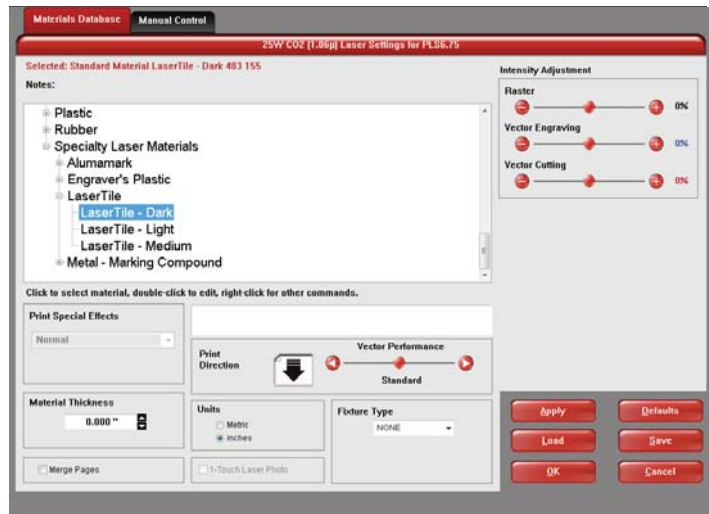 Materials Database Manual Control
25W CO2 [1.06µ] Laser Settings for PLS6.75
Selected: Standard Material LaserTile - Dark 403 155
Notes:
Plastic
Rubber
Specialty Laser Materials
Alumamark
Engraver's Plastic
LaserTile
LaserTile - Dark
LaserTile - Light
LaserTile - Medium
Metal - Marking Compound
Click to select material, double-click to edit, right-click for other commands.
Intensity Adjustment
Raster
0%
Vector Engraving
0%
Vector Cutting
0%
Print Special Effects
Normal
Print
Direction
Vector Performance
Standard
Material Thickness
0.000 "
Units
Metric
inches
Fixture Type
NONE
Merge Pages
1-Touch Laser Photo
Apply Defaults
Load Save
OK Cancel